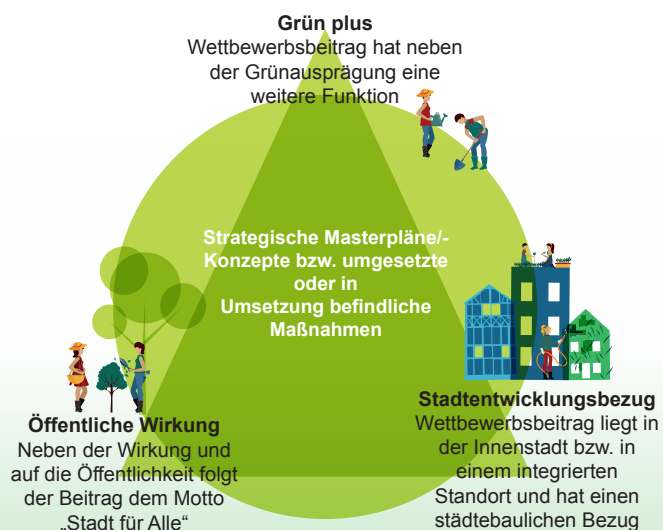 Grün plus
Wettbewerbsbeitrag hat neben
der Grünausprägung eine
weitere Funktion
Strategische Masterpläne/-
Konzepte bzw. umgesetzte
oder in
Umsetzung befindliche
Maßnahmen
Öffentliche Wirkung
Neben der Wirkung und
auf die Öffentlichkeit folgt
der Beitrag dem Motto
„Stadt für Alle“
Stadtentwicklungsbezug
Wettbewerbsbeitrag liegt in
der Innenstadt bzw. in
einem integrierten
Standort und hat einen
städtebaulichen Bezug